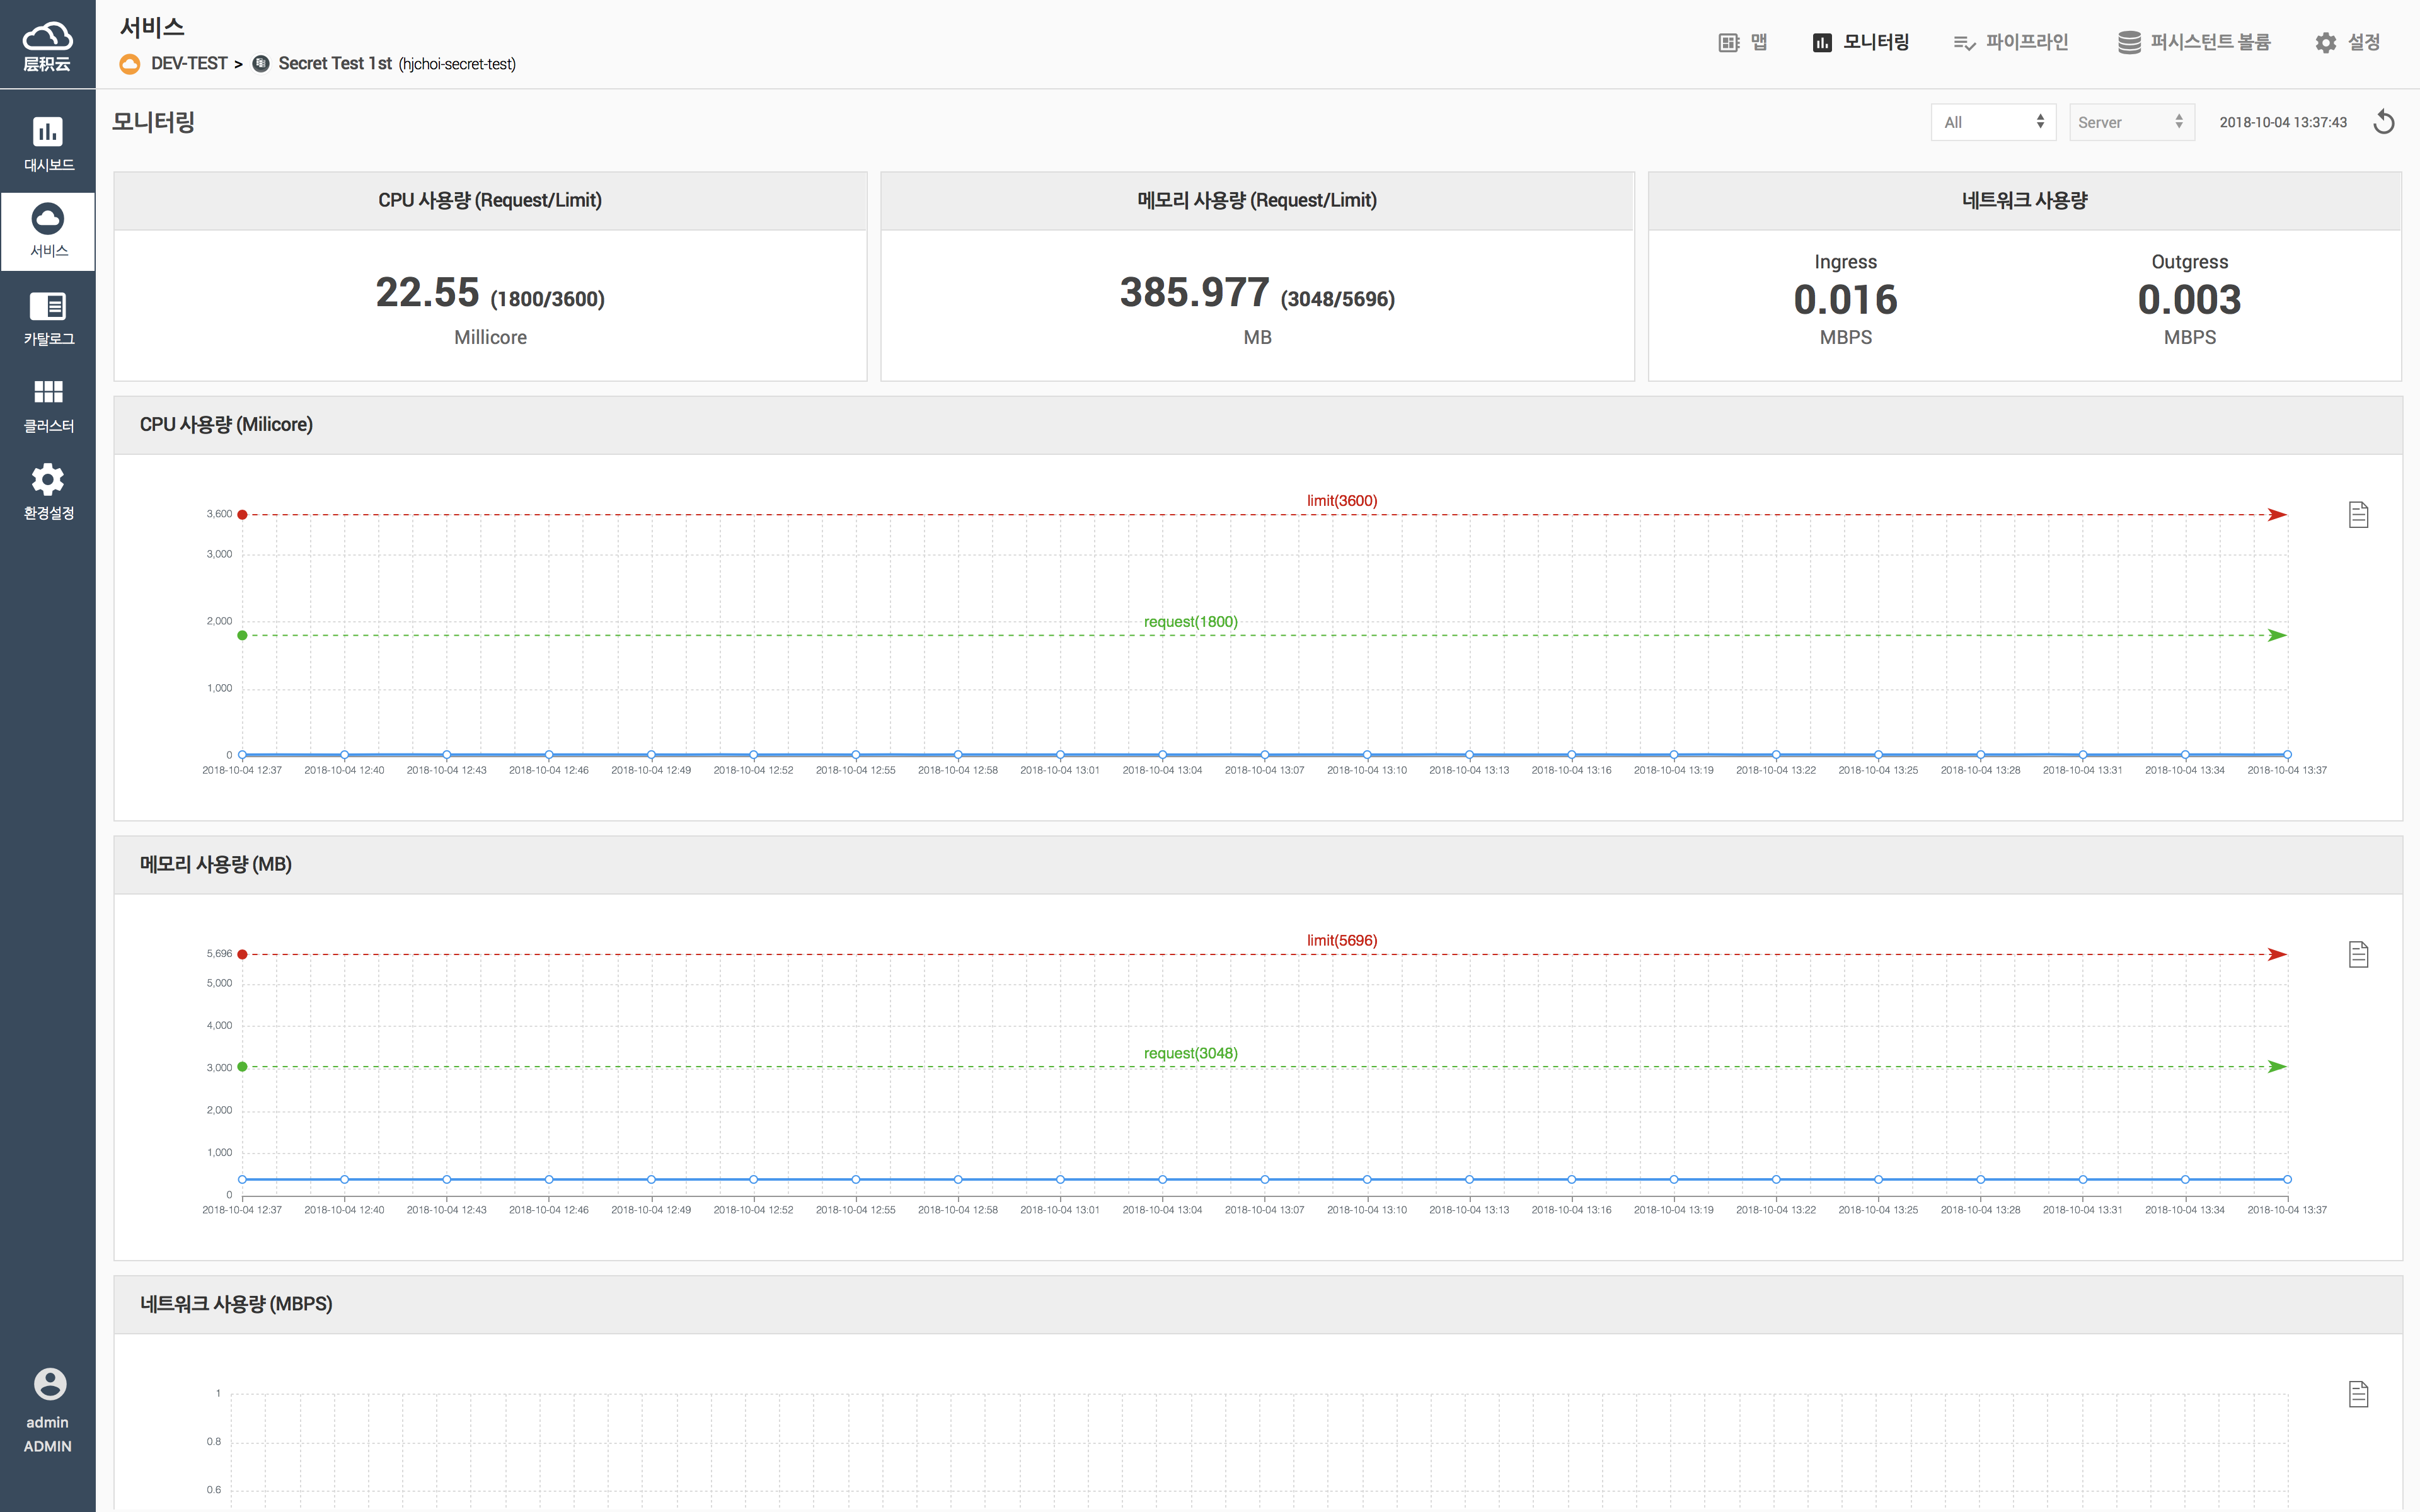 层积云
서비스
DEV-TEST > Secret Test 1st (hjchoi-secret-test)
맵
모니터링
파이프라인
퍼시스턴트 볼륨
설정
대시보드
서비스
카탈로그
클러스터
환경설정
admin
ADMIN
모니터링
All
Server
2018-10-04 13:37:43
CPU 사용량 (Request/Limit)
22.55 (1800/3600)
Millicore
메모리 사용량 (Request/Limit)
385.977 (3048/5696)
MB
네트워크 사용량
Ingress
0.016
MBPS
Outgress
0.003
MBPS
CPU 사용량 (Milicore)
limit(3600)
3,600
3,000
request(1800)
2,000
1,000
0
2018-10-04 12:37 2018-10-04 12:40 2018-10-04 12:43 2018-10-04 12:46 2018-10-04 12:49 2018-10-04 12:52 2018-10-04 12:55 2018-10-04 12:58 2018-10-04 13:01 2018-10-04 13:04 2018-10-04 13:07 2018-10-04 13:10 2018-10-04 13:13 2018-10-04 13:16 2018-10-04 13:19 2018-10-04 13:22 2018-10-04 13:25 2018-10-04 13:28 2018-10-04 13:31 2018-10-04 13:34 2018-10-04 13:37
메모리 사용량 (MB)
limit(5696)
5,696
5,000
4,000
request(3048)
3,000
2,000
1,000
0
2018-10-04 12:37 2018-10-04 12:40 2018-10-04 12:43 2018-10-04 12:46 2018-10-04 12:49 2018-10-04 12:52 2018-10-04 12:55 2018-10-04 12:58 2018-10-04 13:01 2018-10-04 13:04 2018-10-04 13:07 2018-10-04 13:10 2018-10-04 13:13 2018-10-04 13:16 2018-10-04 13:19 2018-10-04 13:22 2018-10-04 13:25 2018-10-04 13:28 2018-10-04 13:31 2018-10-04 13:34 2018-10-04 13:37
네트워크 사용량 (MBPS)
1
0.8
0.6